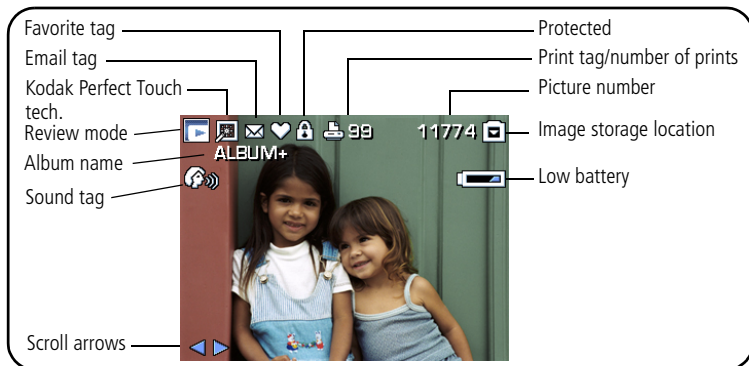 Favorite tag
Email tag
Kodak Perfect Touch
tech.
Review mode
Album name
Sound tag
Scroll arrows
Protected
Print tag/number of prints
Picture number
Image storage location
Low battery
99
11774
ALBUM+